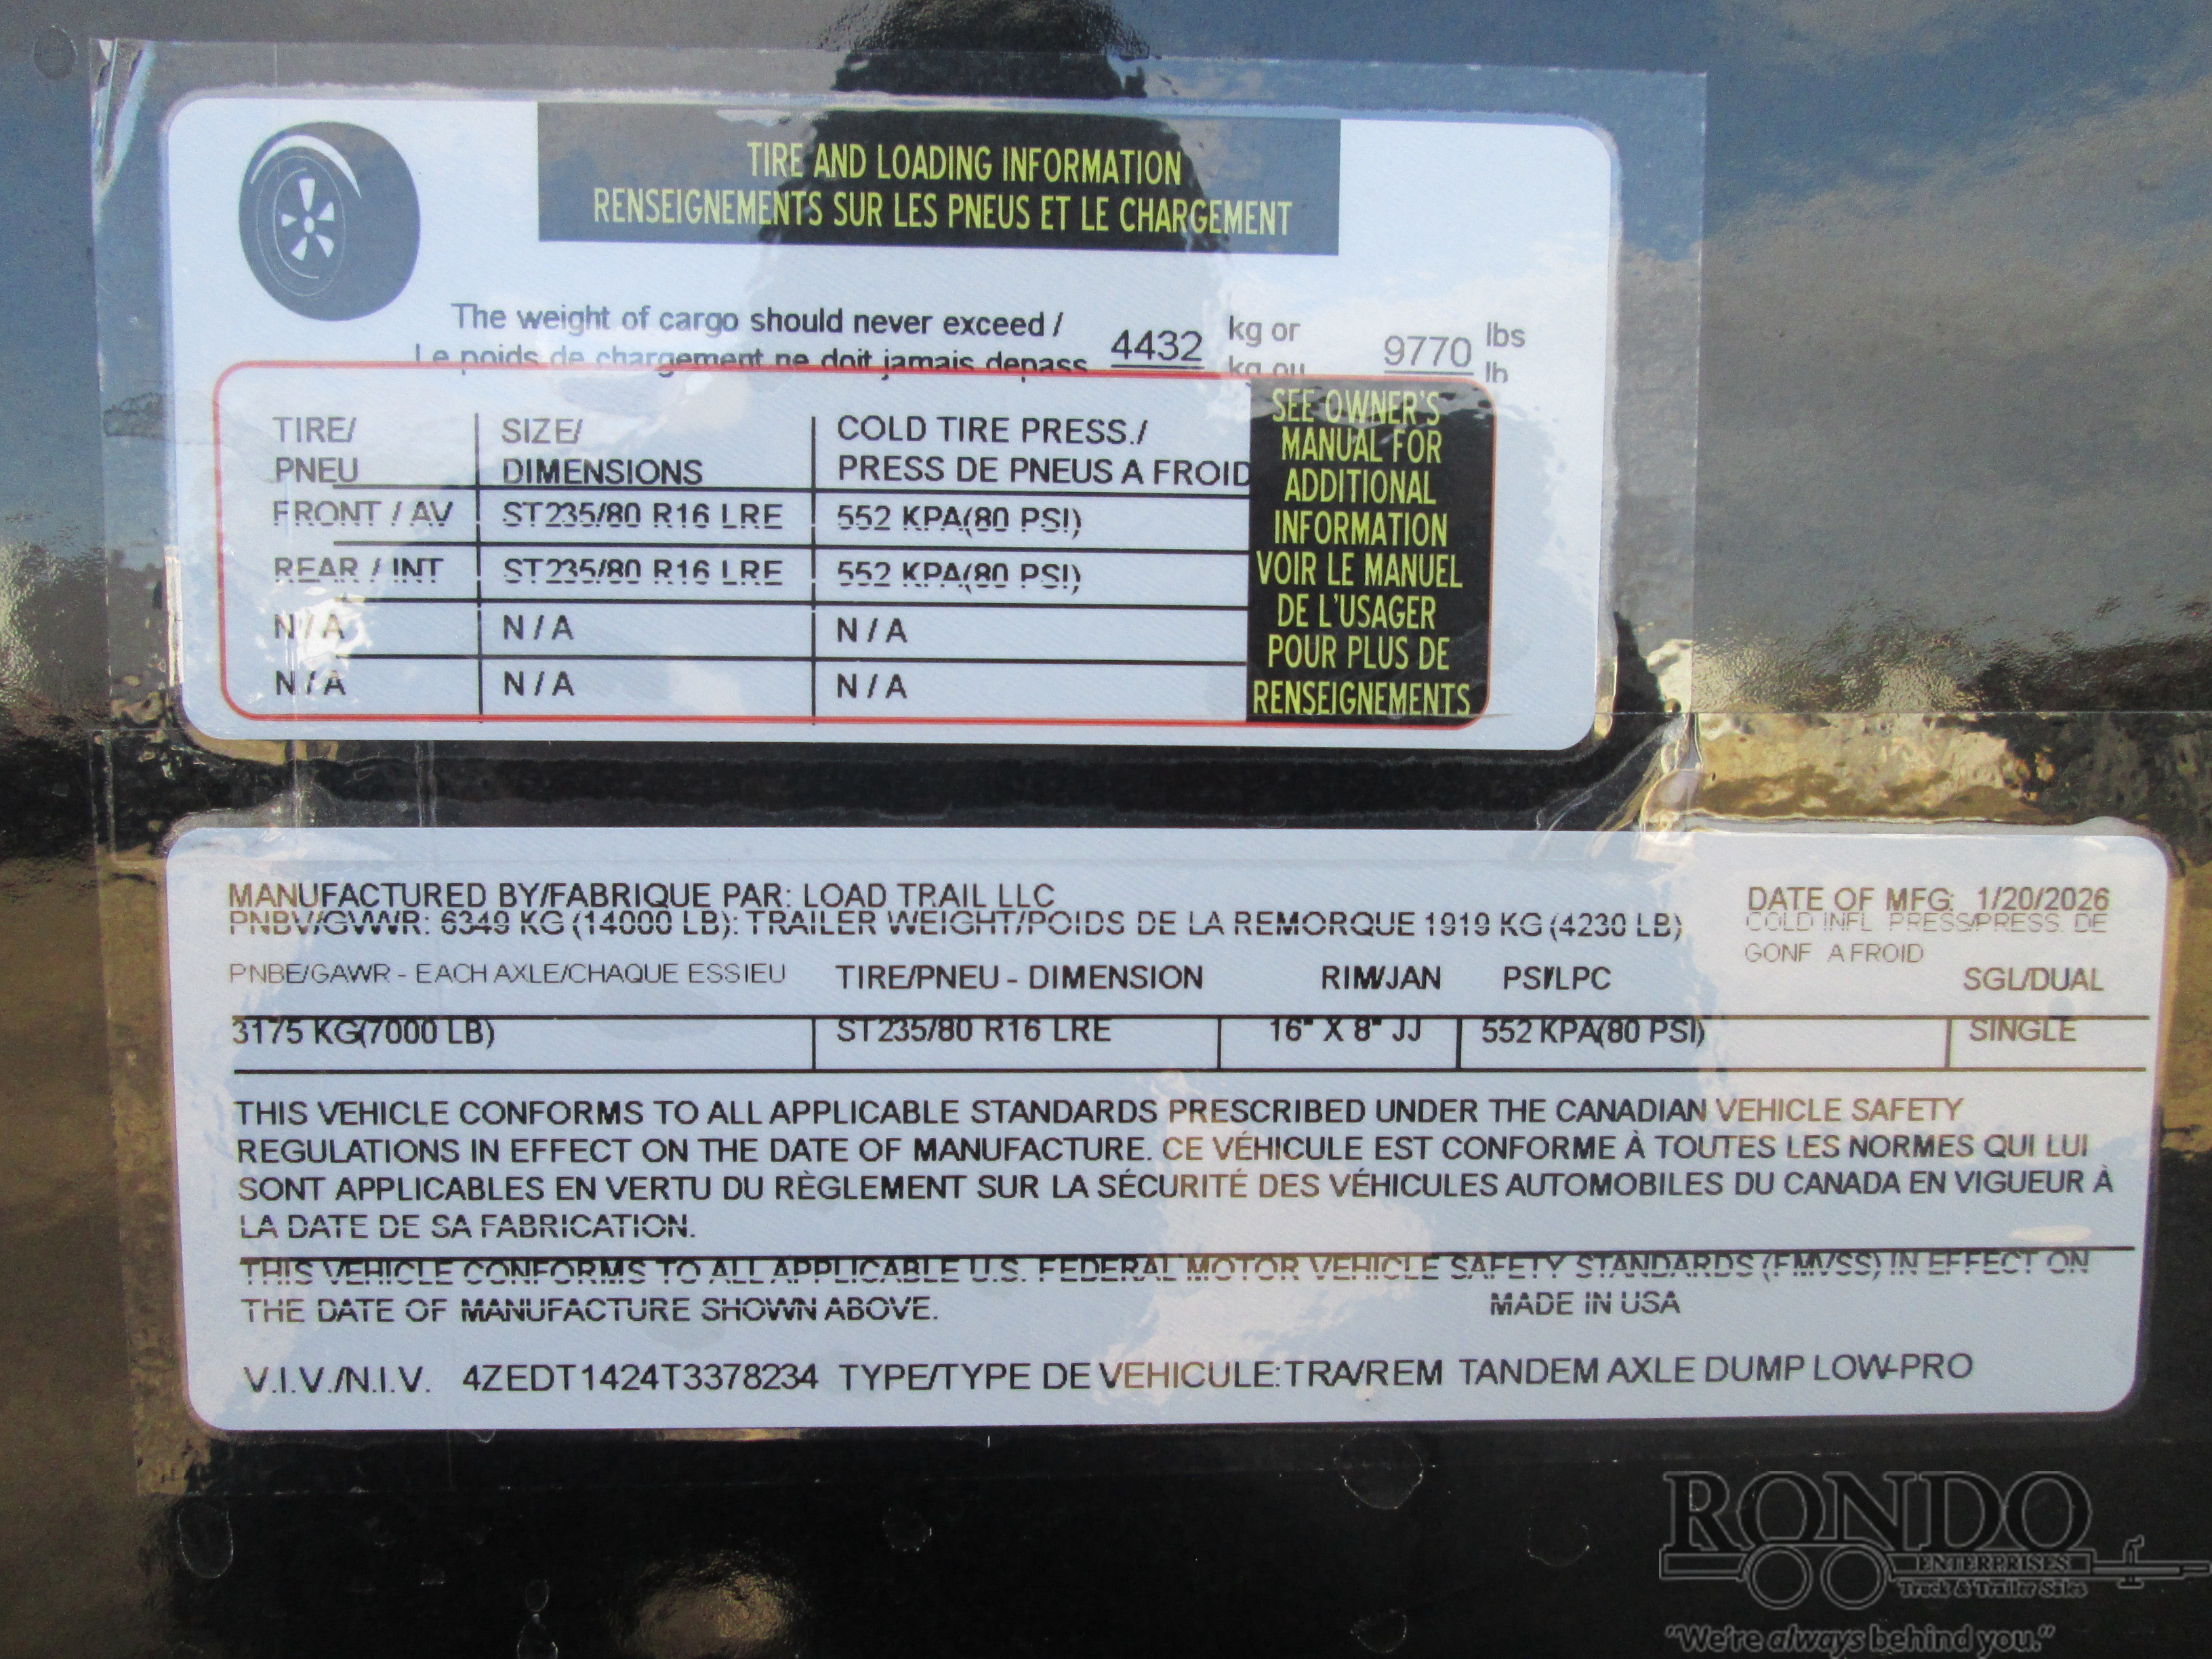 TIRE AND LOADING INFORMATION
RENSEIGNEMENTS SUR LES PNEUS ET LE CHARGEMENT
The weight of cargo should never exceed / 4432 kg or 9770 lbs
Le poids de chargement ne doit jamais depass kg ou lb
TIRE/ SIZE/ COLD TIRE PRESS./
PNEU DIMENSIONS PRESS DE PNEUS A FROID
FRONT / AV ST235/80 R16 LRE 552 KPA(80 PSI)
REAR / INT ST235/80 R16 LRE 552 KPA(80 PSI)
N / A N / A N / A
N / A N / A N / A
SEE OWNER'S
MANUAL FOR
ADDITIONAL
INFORMATION
VOIR LE MANUEL
DE L'USAGER
POUR PLUS DE
RENSEIGNEMENTS
MANUFACTURED BY/FABRIQUE PAR: LOAD TRAIL LLC DATE OF MFG: 1/20/2026
PNBV/GVWR: 6349 KG (14000 LB): TRAILER WEIGHT/POIDS DE LA REMORQUE 1919 KG (4230 LB) COLD INFL PRESS/PRESS. DE
GONF A FROID
PNBE/GAWR - EACH AXLE/CHAQUE ESSIEU TIRE/PNEU - DIMENSION RIM/JAN PSI/LPC SGL/DUAL
3175 KG(7000 LB) ST235/80 R16 LRE 16" X 8" JJ 552 KPA(80 PSI) SINGLE
THIS VEHICLE CONFORMS TO ALL APPLICABLE STANDARDS PRESCRIBED UNDER THE CANADIAN VEHICLE SAFETY
REGULATIONS IN EFFECT ON THE DATE OF MANUFACTURE. CE VÉHICULE EST CONFORME À TOUTES LES NORMES QUI LUI
SONT APPLICABLES EN VERTU DU RÈGLEMENT SUR LA SÉCURITÉ DES VÉHICULES AUTOMOBILES DU CANADA EN VIGUEUR À
LA DATE DE SA FABRICATION.
THIS VEHICLE CONFORMS TO ALL APPLICABLE U.S. FEDERAL MOTOR VEHICLE SAFETY STANDARDS (FMVSS) IN EFFECT ON
THE DATE OF MANUFACTURE SHOWN ABOVE. MADE IN USA
V.I.V./N.I.V. 4ZEDT1424T3378234 TYPE/TYPE DE VEHICULE: TRA/REM TANDEM AXLE DUMP LOW-PRO
RONDO
ENTERPRISES
Truck & Trailer Sales
"We're always behind you."